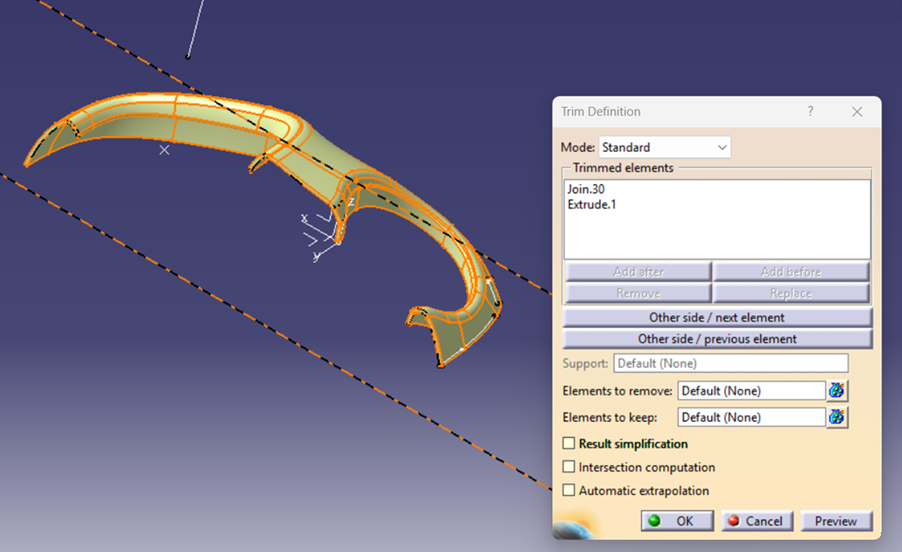 Trim Definition
?
Mode: Standard
Trimmed elements
Join.30
Extrude.1
Add after Add before
Remove Replace
Other side / next element
Other side / previous element
Support: Default (None)
Elements to remove: Default (None)
Elements to keep: Default (None)
Result simplification
Intersection computation
Automatic extrapolation
OK Cancel Preview
z
x
y